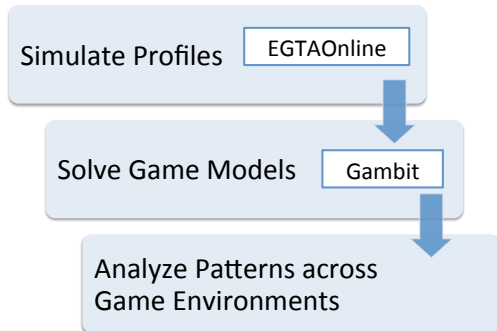 Simulate Profiles
EGTAOnline
Solve Game Models
Gambit
Analyze Patterns across
Game Environments